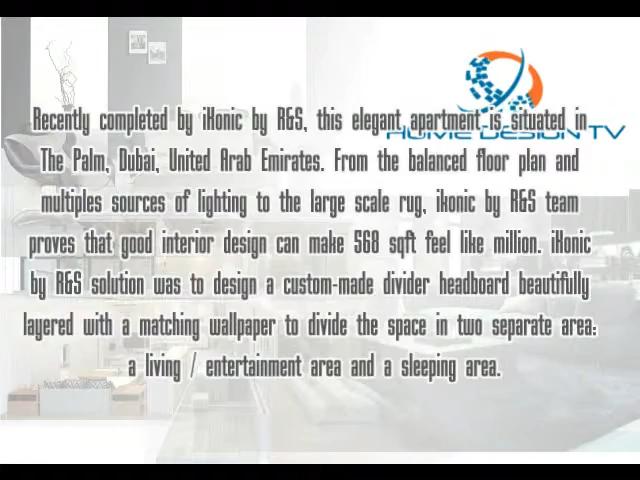 Recently completed by iKonic by R&S, this elegant apartment is situated in
HOME DESIGN TV
The Palm, Dubai, United Arab Emirates. From the balanced floor plan and
multiples sources of lighting to the large scale rug, ikonic by R&S team
proves that good interior design can make 568 sqft feel like million. iKonic
by R&S solution was to design a custom-made divider headboard beautifully
layered with a matching wallpaper to divide the space in two separate area:
a living / entertainment area and a sleeping area.